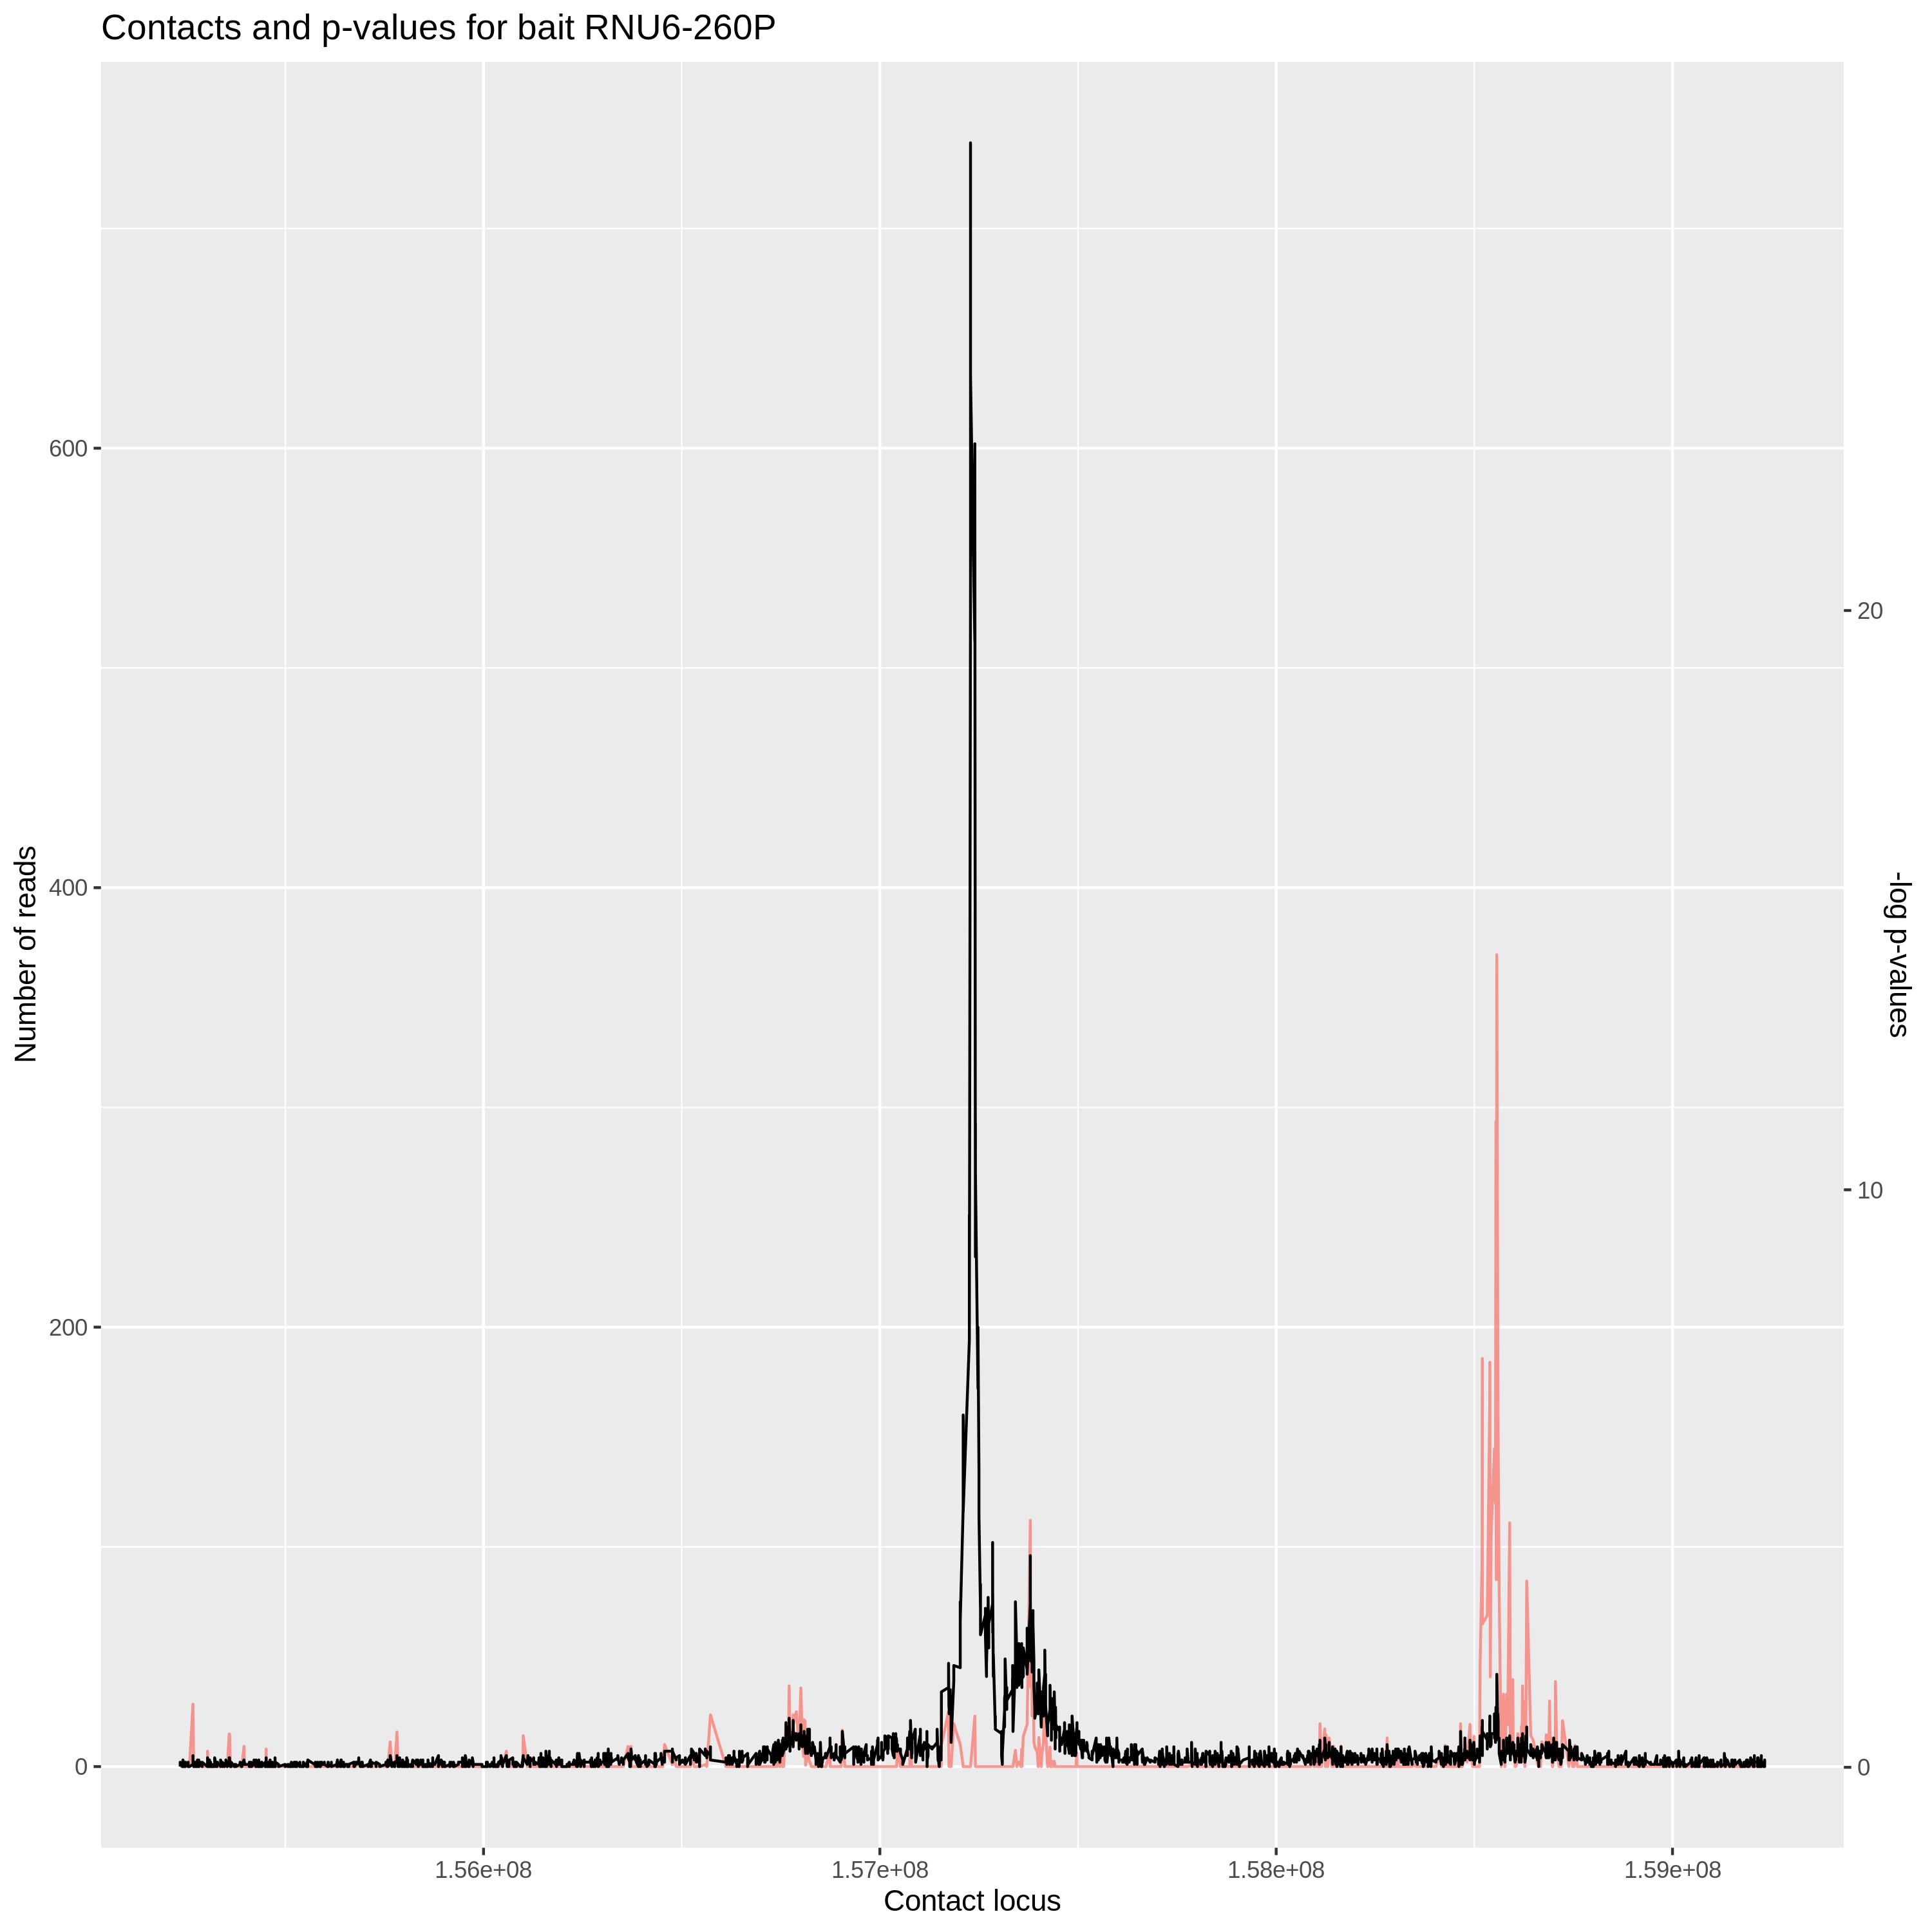 Contacts and p-values for bait RNU6-260P
Number of reads
600
400
200
0
20
10
0
-log p-values
1.56e+08
1.57e+08
1.58e+08
1.59e+08
Contact locus